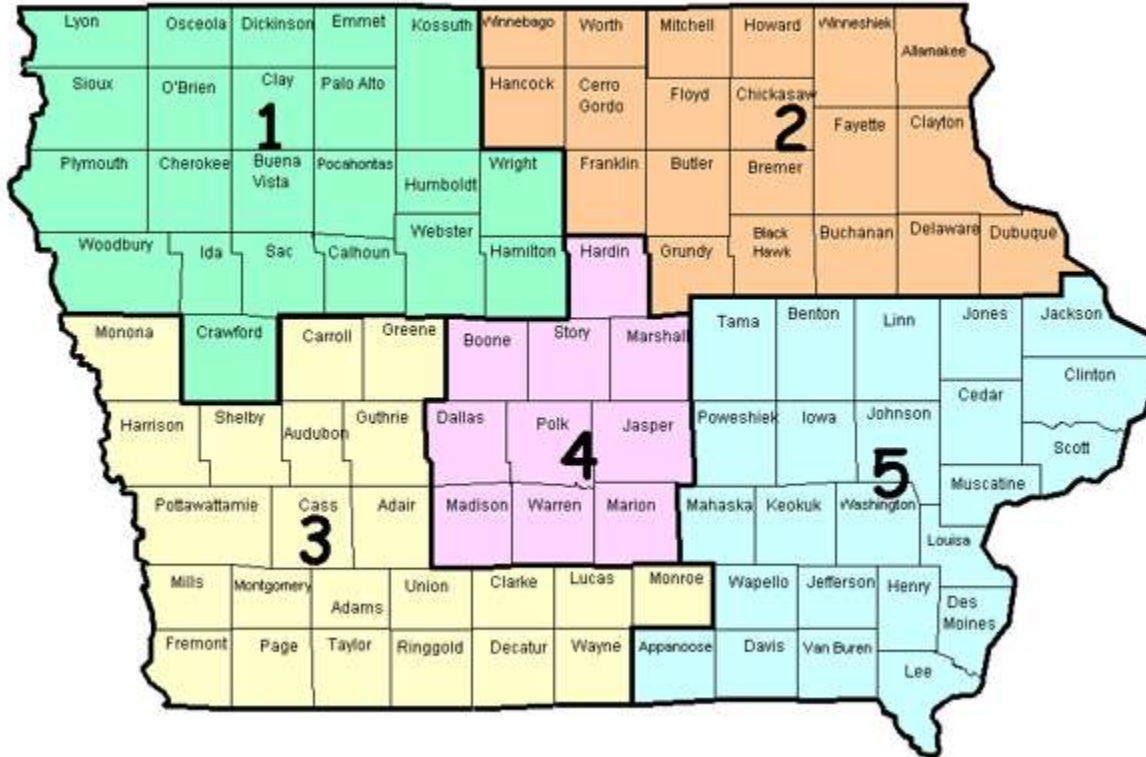 Lyon
Osceola
Dickinson
Emmet
Kossuth
Winnebago
Worth
Mitchell
Howard
Winneshiek
Allamakee
Sioux
O'Brien
Clay
Palo Alto
Hancock
Cerro
Gordo
Floyd
Chickasaw
1
2
Fayette
Clayton
Plymouth
Cherokee
Buena
Vista
Pocahontas
Humboldt
Wright
Franklin
Butler
Bremer
Woodbury
Ida
Sac
Calhoun
Webster
Hamilton
Hardin
Grundy
Black
Hawk
Buchanan
Delaware
Dubuque
Monona
Crawford
Carroll
Greene
Boone
Story
Marshall
Tama
Benton
Linn
Jones
Jackson
Clinton
Cedar
Harrison
Shelby
Audubon
Guthrie
Dallas
Polk
Jasper
Poweshiek
Iowa
Johnson
Scott
4
5
Muscatine
Pottawattamie
Cass
Adair
Madison
Warren
Marion
Mahaska
Keokuk
Washington
Louisa
3
Mills
Montgomery
Adams
Union
Clarke
Lucas
Monroe
Wapello
Jefferson
Henry
Des
Moines
Fremont
Page
Taylor
Ringgold
Decatur
Wayne
Appanoose
Davis
Van Buren
Lee